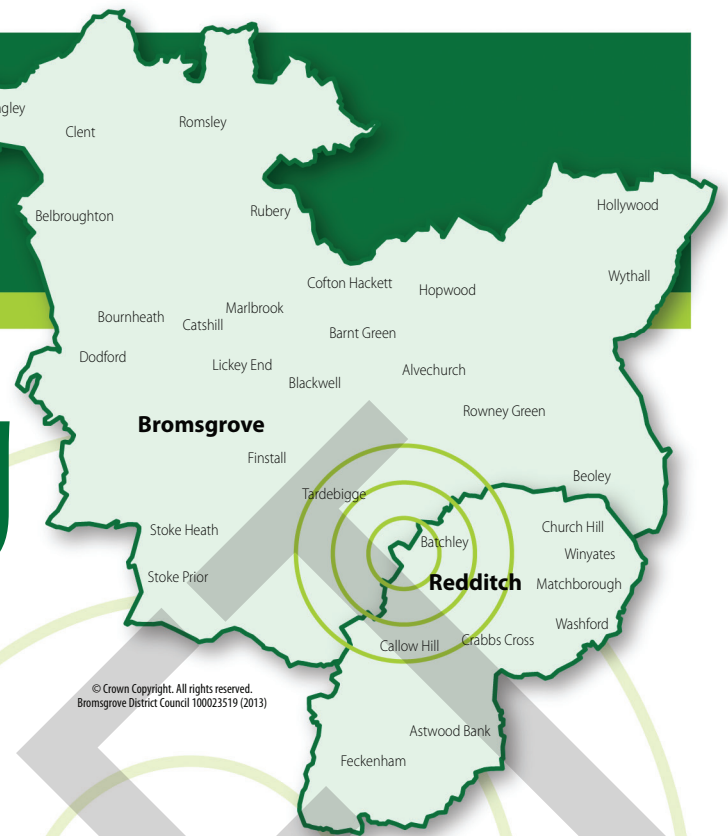 Clent
Romsley
Belbroughton
Rubery
Hollywood
Wythall
Cofton Hackett
Hopwood
Marlbrook
Bournheath
Catshill
Barnt Green
Dodford
Lickey End
Alvechurch
Blackwell
Rowney Green
Bromsgrove
Finstall
Beoley
Tardebigge
Stoke Heath
Church Hill
Batchley
Winyates
Stoke Prior
Redditch
Matchborough
Washford
Callow Hill
Crabbs Cross
© Crown Copyright. All rights reserved.
Bromsgrove District Council 100023519 (2013)
Astwood Bank
Feckenham